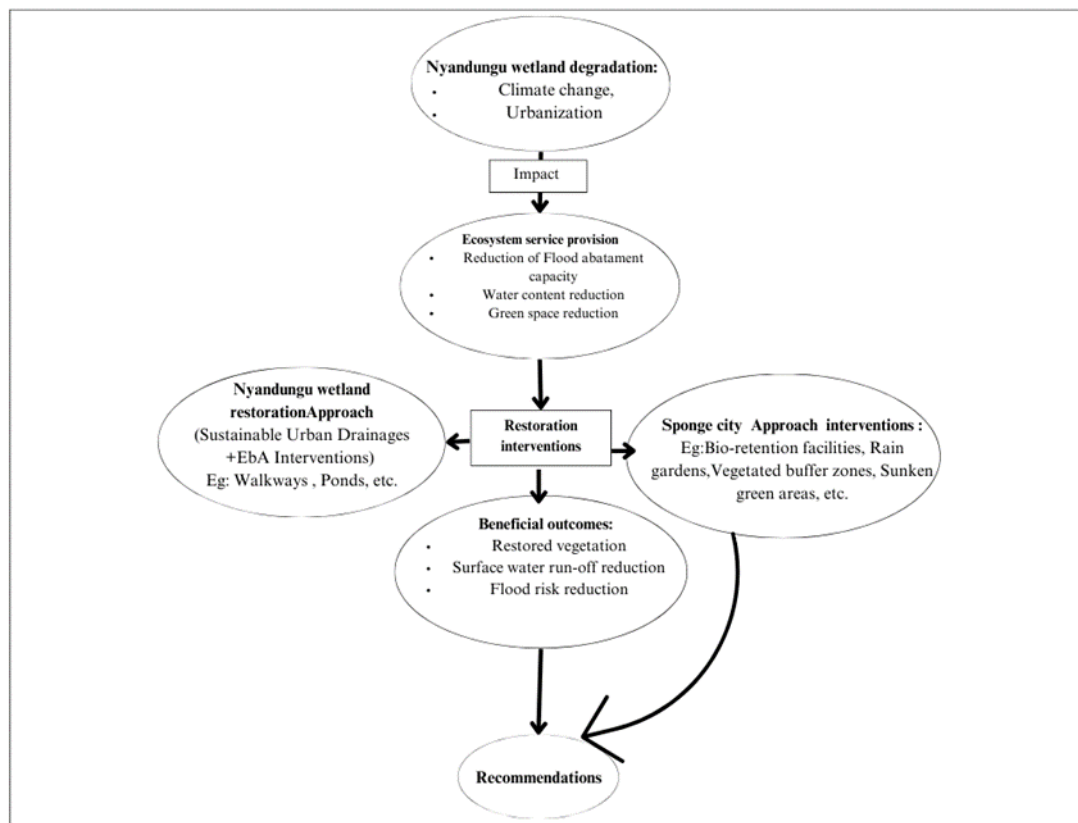 Nyandungu wetland degradation:
• Climate change,
• Urbanization
Impact
Ecosystem service provision
• Reduction of Flood abatament
capacity
• Water content reduction
• Green space reduction
Nyandungu wetland
restorationApproach
(Sustainable Urban Drainages
+EbA Interventions)
Eg: Walkways , Ponds, etc.
Restoration
interventions
Sponge city Approach interventions :
Eg:Bio-retention facilities, Rain
gardens,Vegetated buffer zones, Sunken
green areas, etc.
Beneficial outcomes:
• Restored vegetation
• Surface water run-off reduction
• Flood risk reduction
Recommendations